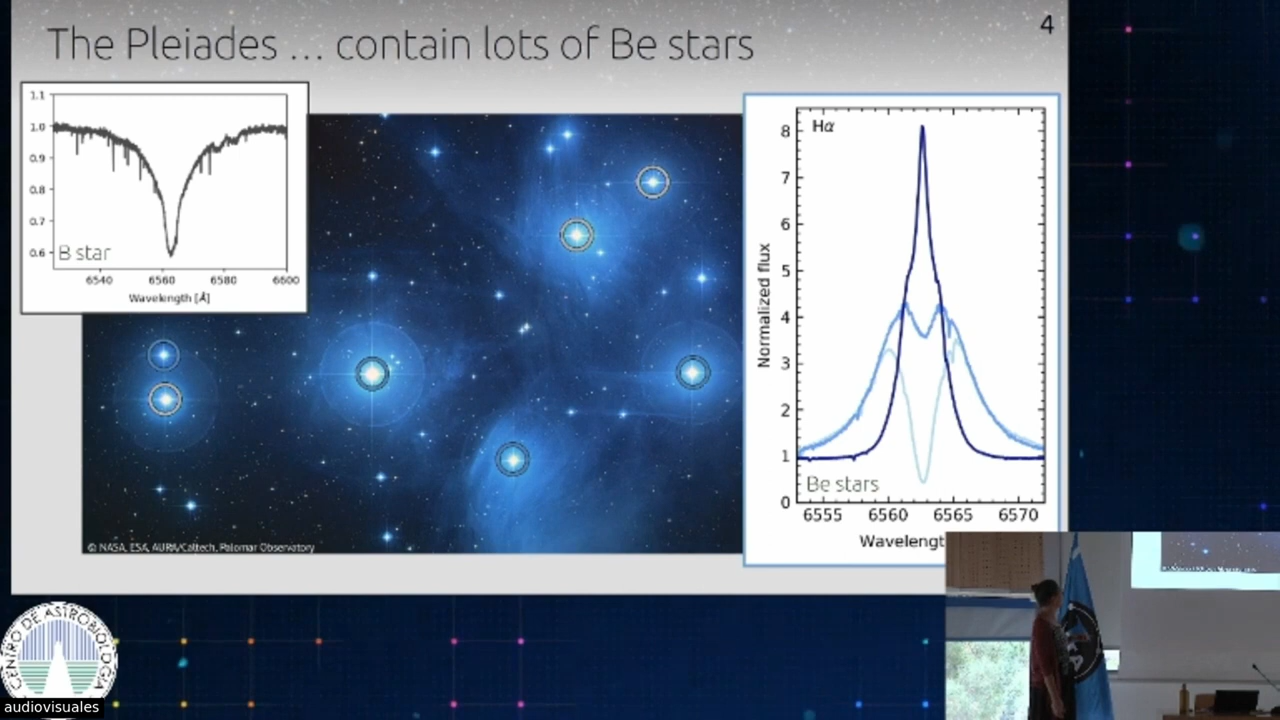 The Pleiades ... contain lots of Be stars
4
1.1
1.0
0.9
0.8
0.7
0.6
B star
6540 6560 6580 6600
Wavelength [Å]
© NASA, ESA, AURA/Caltech, Palomar Observatory
Hα
8
7
6
5
4
3
2
1
0
Normalized flux
Be stars
6555 6560 6565 6570
Wavelengt
CENTRO DE ASTROBIOLOGIA
audiovisuales